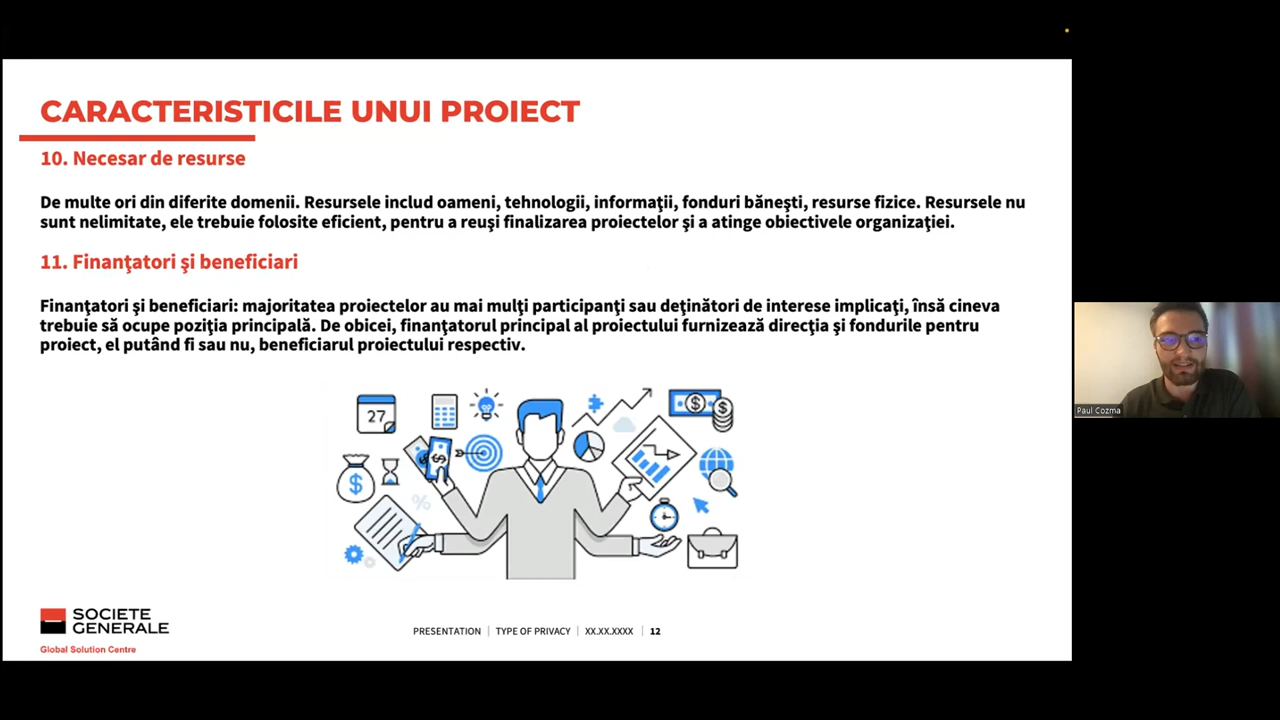 CARACTERISTICILE UNUI PROIECT
10. Necesar de resurse
De multe ori din diferite domenii. Resursele includ oameni, tehnologii, informaţii, fonduri băneşti, resurse fizice. Resursele nu
sunt nelimitate, ele trebuie folosite eficient, pentru a reuşi finalizarea proiectelor şi a atinge obiectivele organizaţiei.
11. Finanţatori şi beneficiari
Finanţatori şi beneficiari: majoritatea proiectelor au mai mulţi participanţi sau deţinători de interese implicaţi, însă cineva
trebuie să ocupe poziţia principală. De obicei, finanţatorul principal al proiectului furnizează direcţia şi fondurile pentru
proiect, el putând fi sau nu, beneficiarul proiectului respectiv.
27
$
$
$
$
%
SOCIETE
GENERALE
Global Solution Centre
PRESENTATION | TYPE OF PRIVACY | XX.XX.XXXX | 12
Paul Cozma